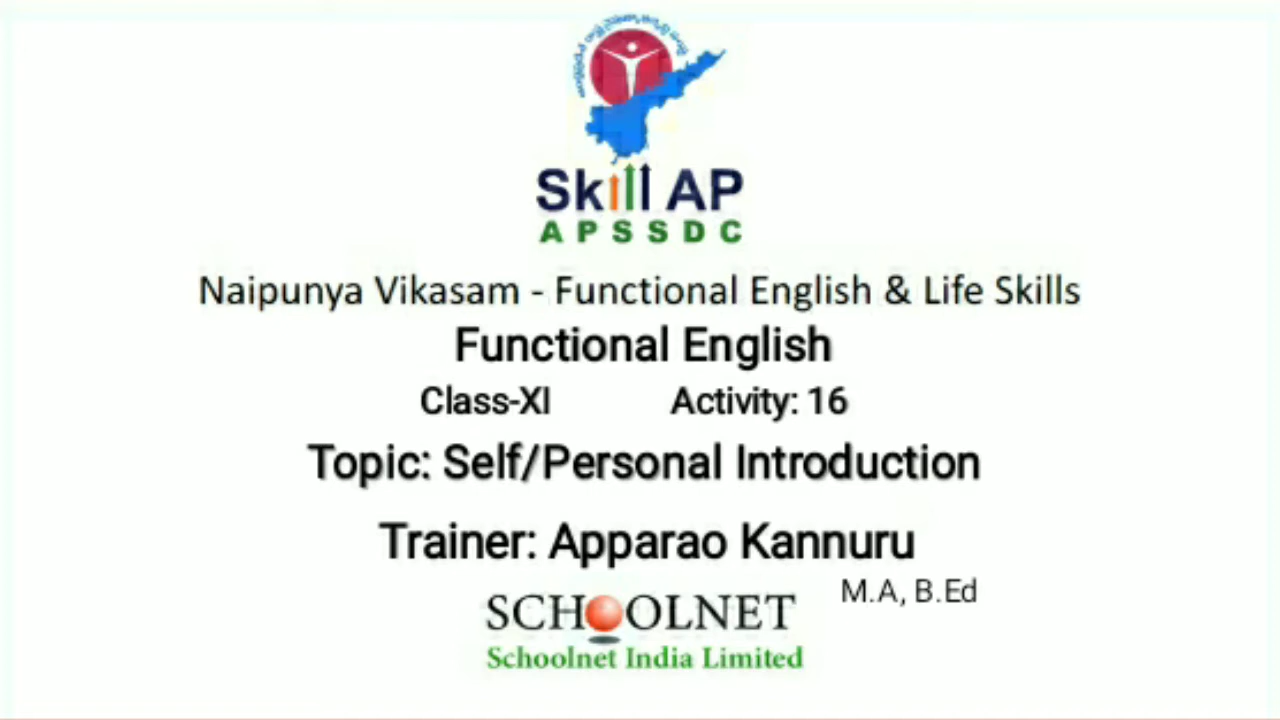 Skill AP
APSSDC
Naipunya Vikasam - Functional English & Life Skills
Functional English
Class-XI Activity: 16
Topic: Self/Personal Introduction
Trainer: Apparao Kannuru
M.A, B.Ed
SCHOOLNET
Schoolnet India Limited